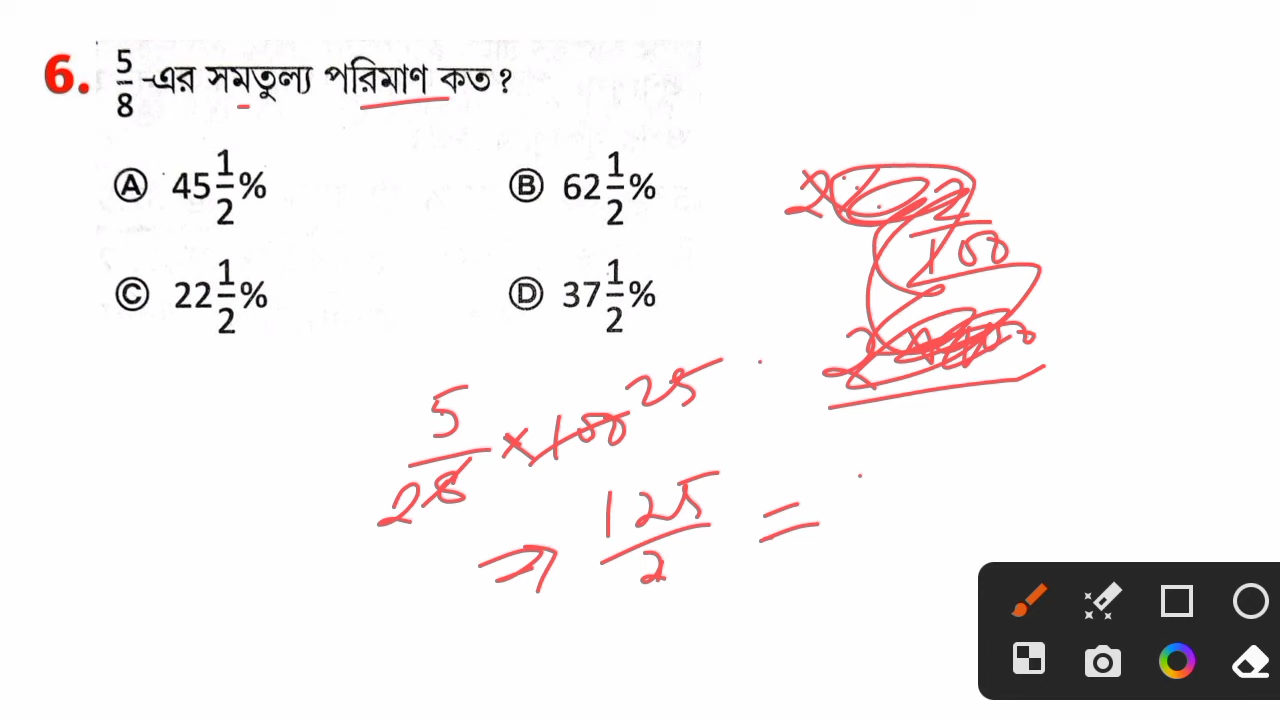 6. 5/8 -এর সমতুল্য পরিমাণ কত?
Ⓐ 45 1/2% Ⓑ 62 1/2%
Ⓒ 22 1/2% Ⓓ 37 1/2%
5/8 × 100 25
2
125/2 =
100